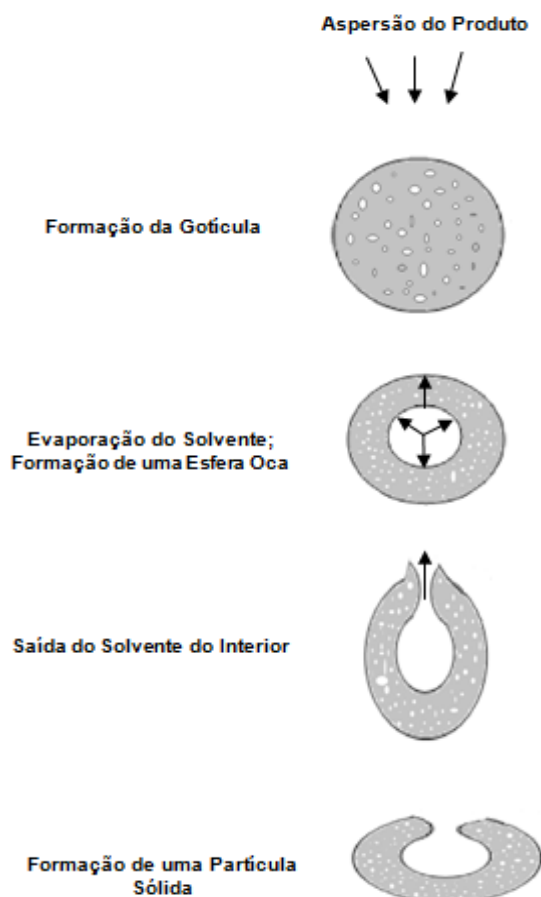 Aspersão do Produto
Formação da Gotícula
Evaporação do Solvente;
Formação de uma Esfera Oca
Saída do Solvente do Interior
Formação de uma Partícula
Sólida